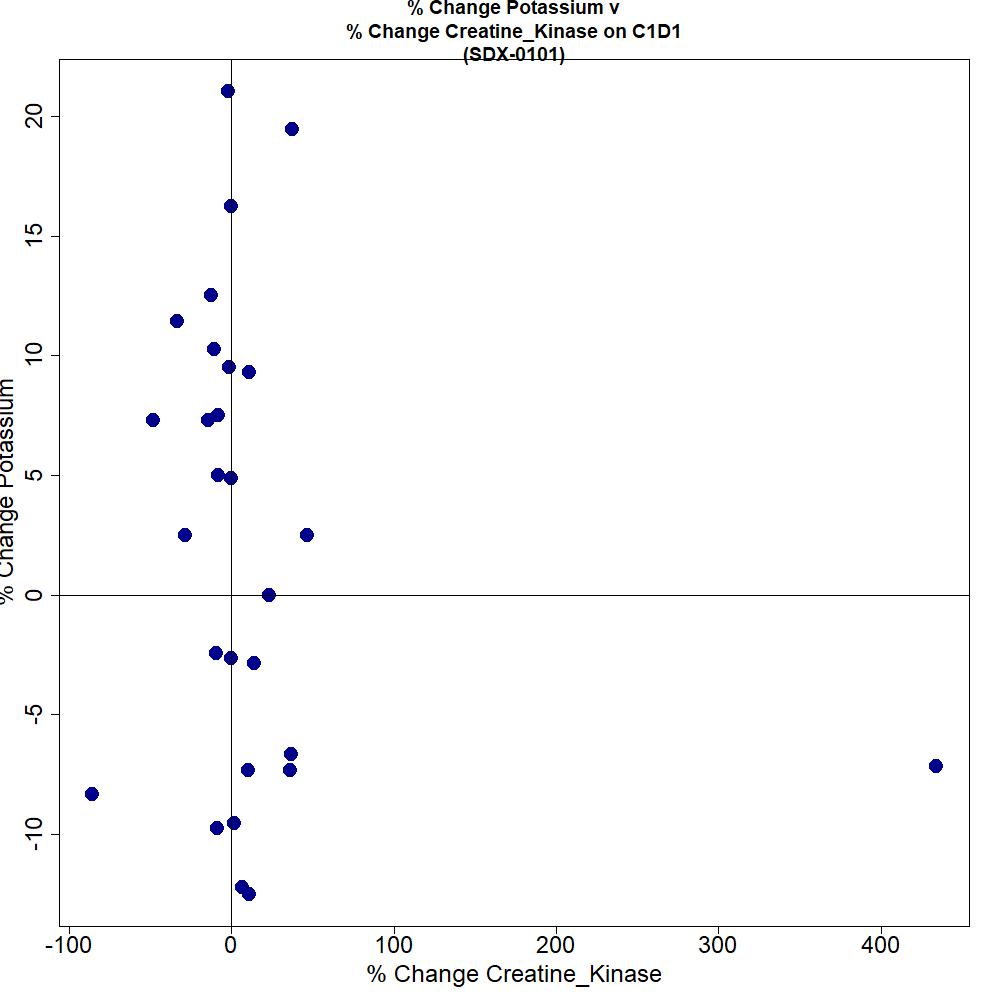 % Change Potassium v
% Change Creatine_Kinase on C1D1
(SDX-0101)
% Change Potassium
20
15
10
5
0
-5
-10
-100 0 100 200 300 400
% Change Creatine_Kinase